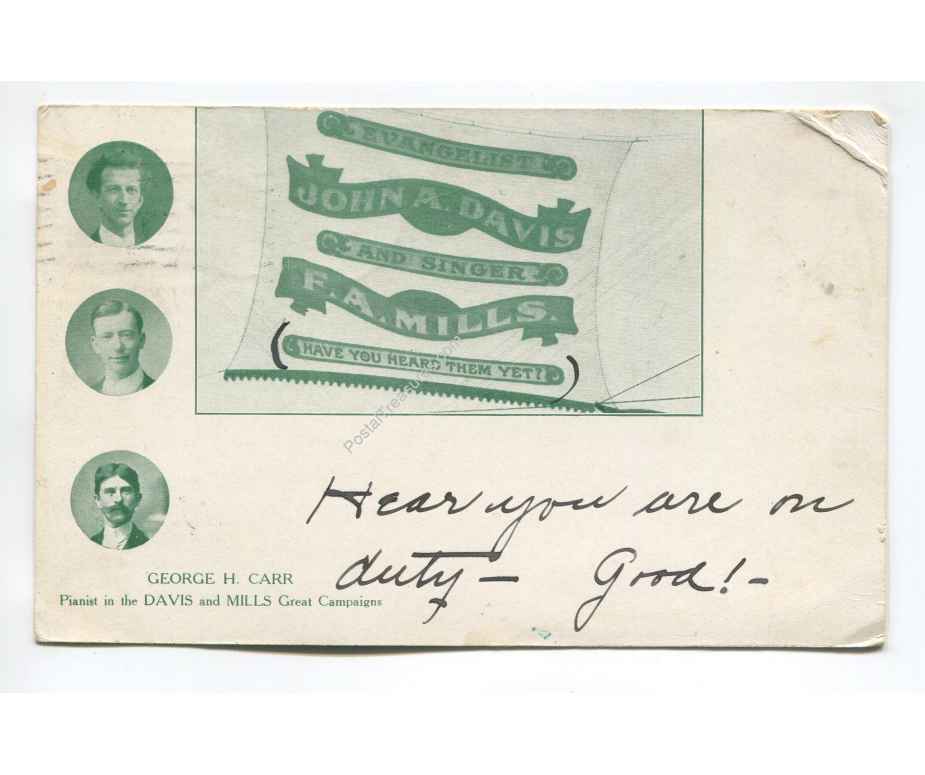 EVANGELIST
JOHN A. DAVIS
AND SINGER
F. A. MILLS.
HAVE YOU HEARD THEM YET?
Hear you are on
duty - Good! -
GEORGE H. CARR
Pianist in the DAVIS and MILLS Great Campaigns